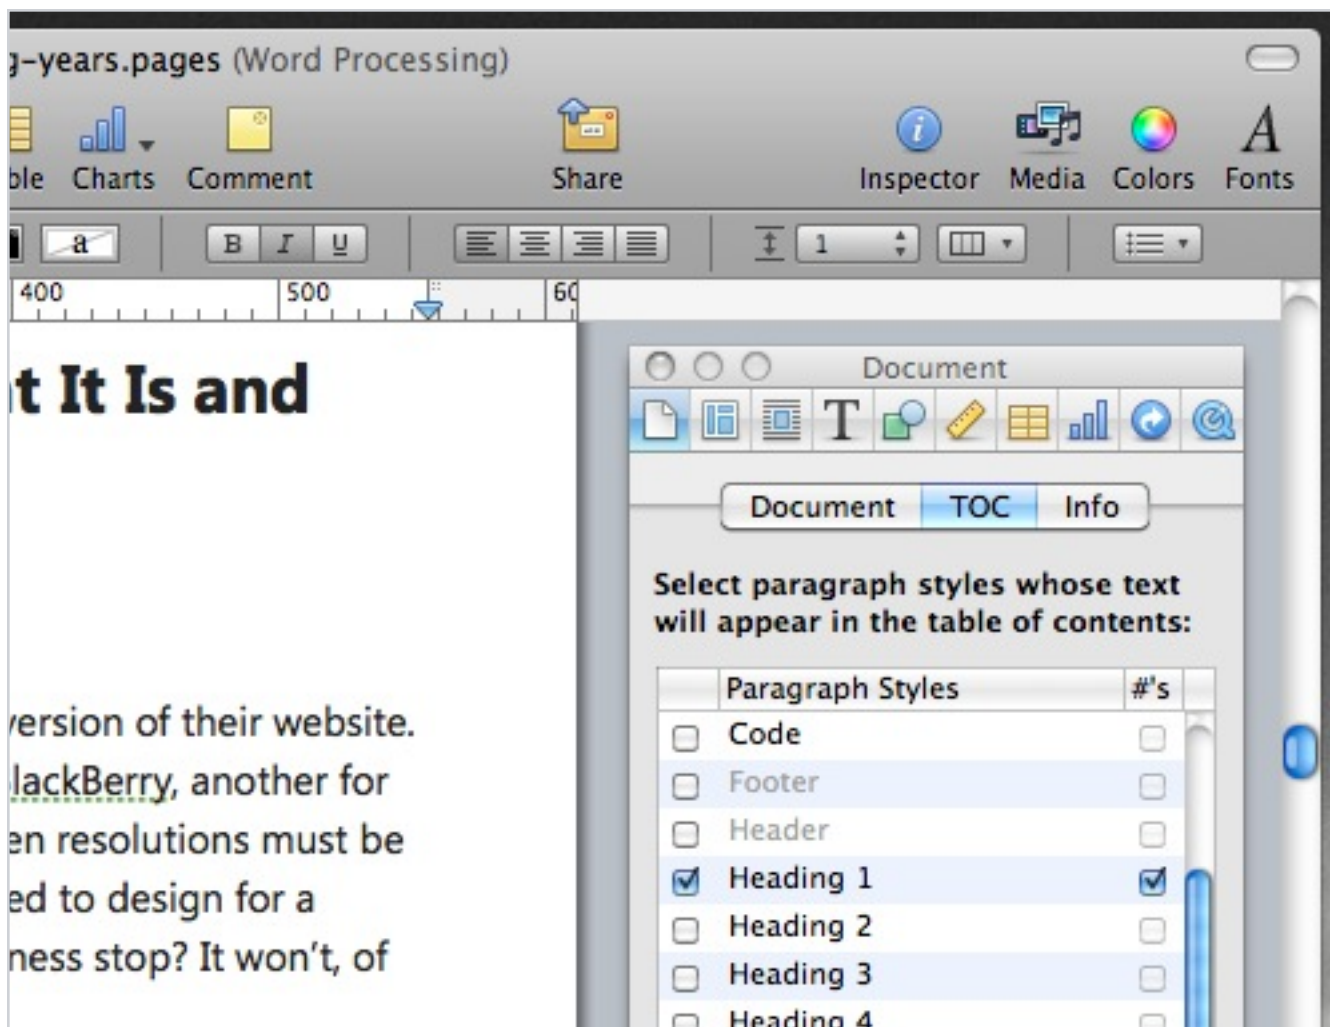 g-years.pages (Word Processing)
ble Charts Comment Share Inspector Media Colors Fonts
a B I U 1
400 500 60
t It Is and
Document
T
Document TOC Info
Select paragraph styles whose text
will appear in the table of contents:
Paragraph Styles #'s
Code
Footer
Header
Heading 1
Heading 2
Heading 3
Heading 4
version of their website.
lackBerry, another for
en resolutions must be
ed to design for a
ness stop? It won't, of